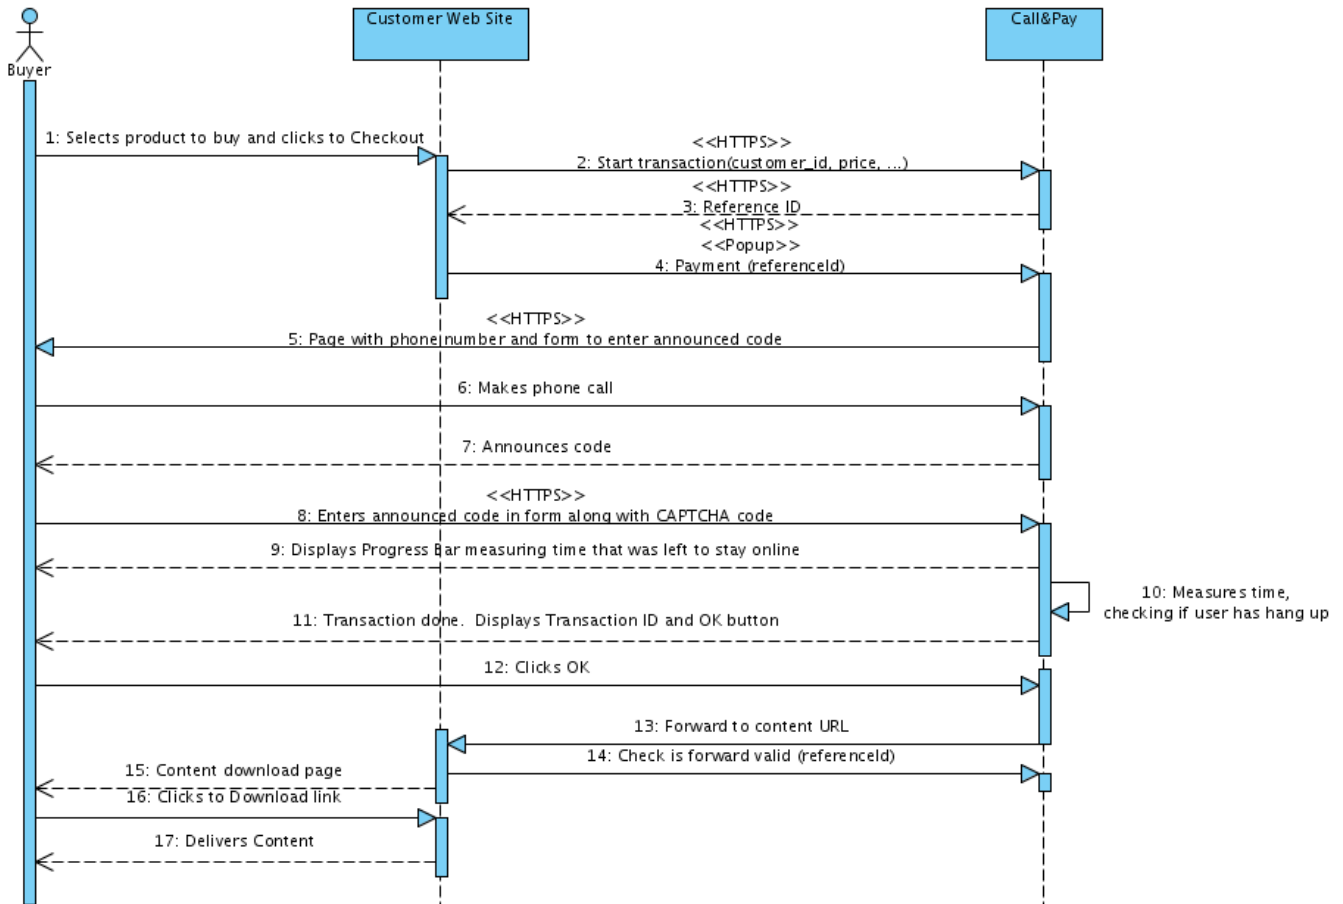 Customer Web Site
Call&Pay
Buyer
1: Selects product to buy and clicks to Checkout
<<HTTPS>>
2: Start transaction(customer_id, price, ...)
<<HTTPS>>
3: Reference ID
<<HTTPS>>
<<Popup>>
4: Payment (referenceId)
<<HTTPS>>
5: Page with phone number and form to enter announced code
6: Makes phone call
7: Announces code
<<HTTPS>>
8: Enters announced code in form along with CAPTCHA code
9: Displays Progress Bar measuring time that was left to stay online
10: Measures time,
checking if user has hang up
11: Transaction done. Displays Transaction ID and OK button
12: Clicks OK
13: Forward to content URL
14: Check is forward valid (referenceId)
15: Content download page
16: Clicks to Download link
17: Delivers Content